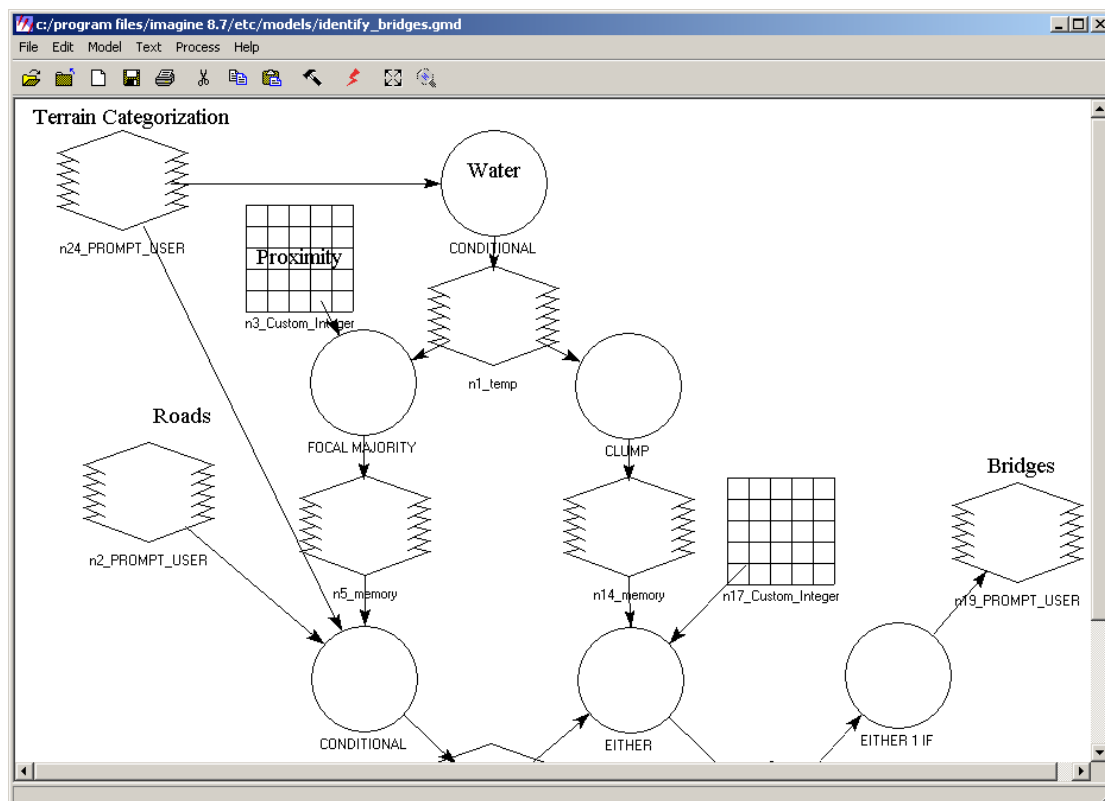 c:/program files/imagine 8.7/etc/models/identify_bridges.gmd
File Edit Model Text Process Help
Terrain Categorization
Water
n24_PROMPT_USER
CONDITIONAL
Proximity
n3_Custom_Integer
n1_temp
Roads
FOCAL MAJORITY
CLUMP
Bridges
n2_PROMPT_USER
n5_memory
n14_memory
n17_Custom_Integer
n19_PROMPT_USER
CONDITIONAL
EITHER
EITHER 1 IF